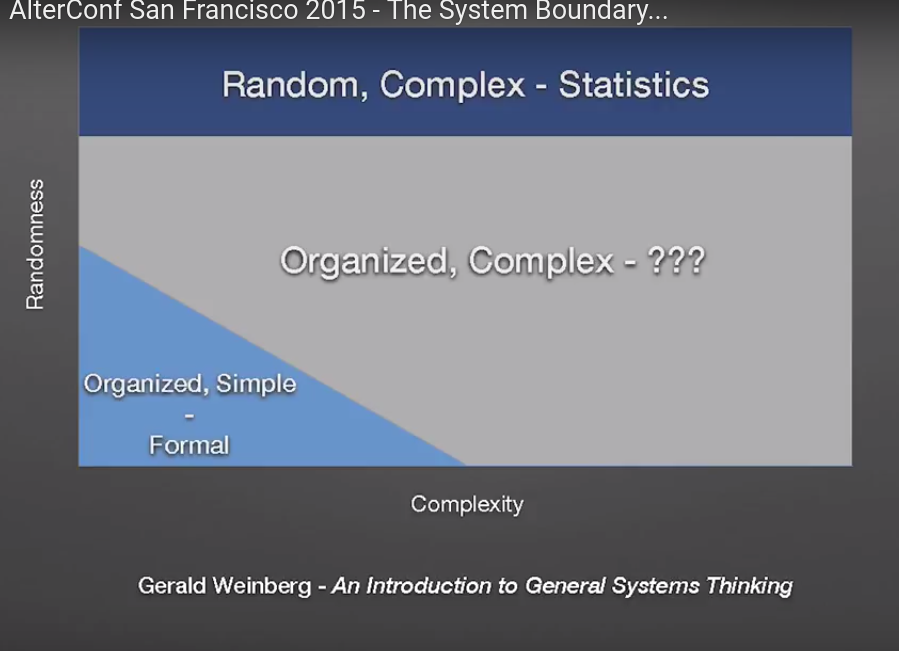 AlterConf San Francisco 2015 - The System Boundary...
Random, Complex - Statistics
Randomness
Organized, Complex - ???
Organized, Simple
-
Formal
Complexity
Gerald Weinberg - An Introduction to General Systems Thinking